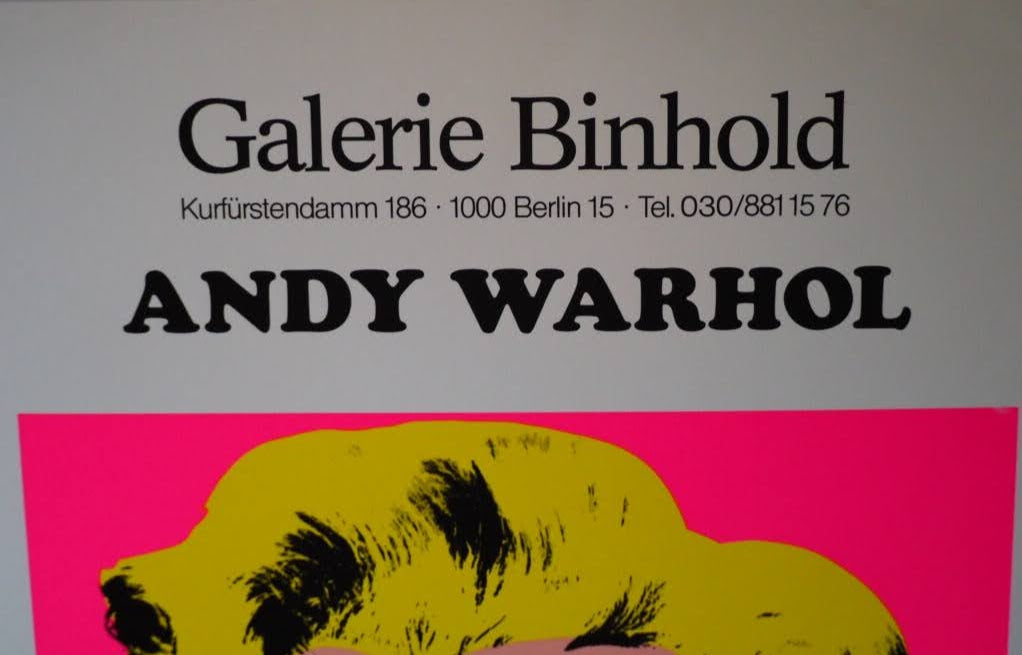 Galerie Binhold
Kurfürstendamm 186 · 1000 Berlin 15 · Tel. 030/881 15 76
ANDY WARHOL